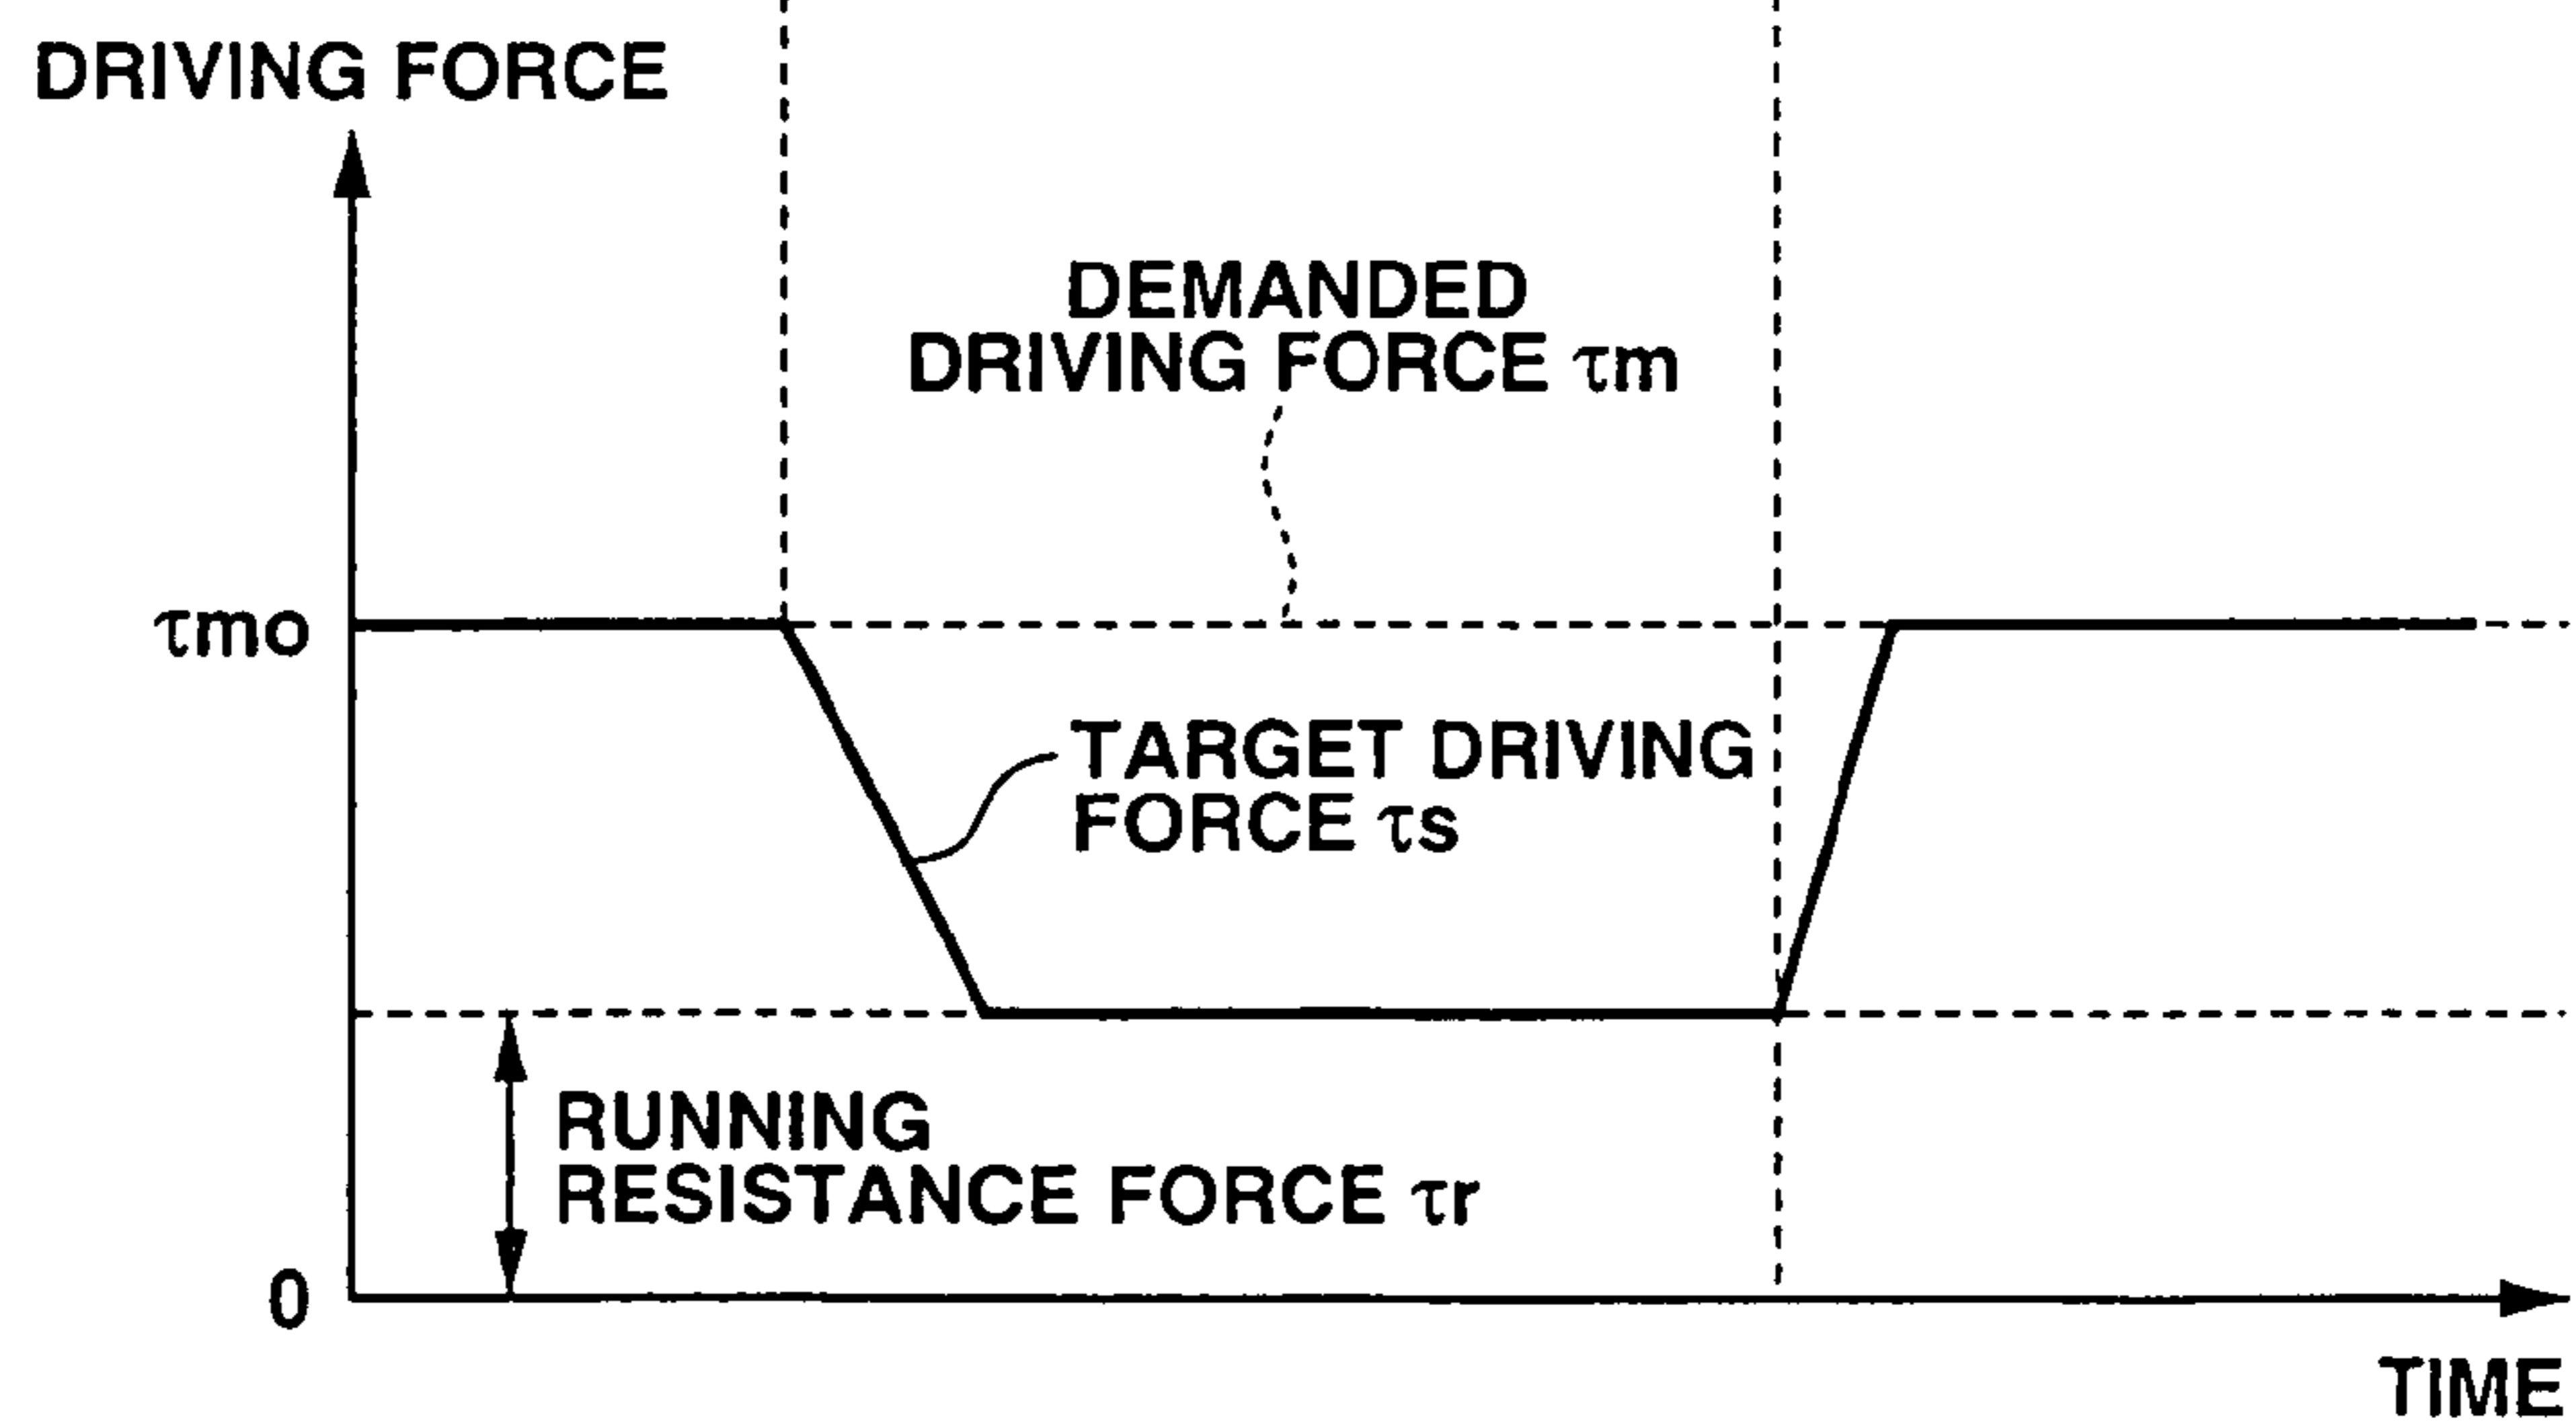 DRIVING FORCE
DEMANDED
DRIVING FORCE τm
τmo
TARGET DRIVING
FORCE τs
RUNNING
RESISTANCE FORCE τr
0
TIME